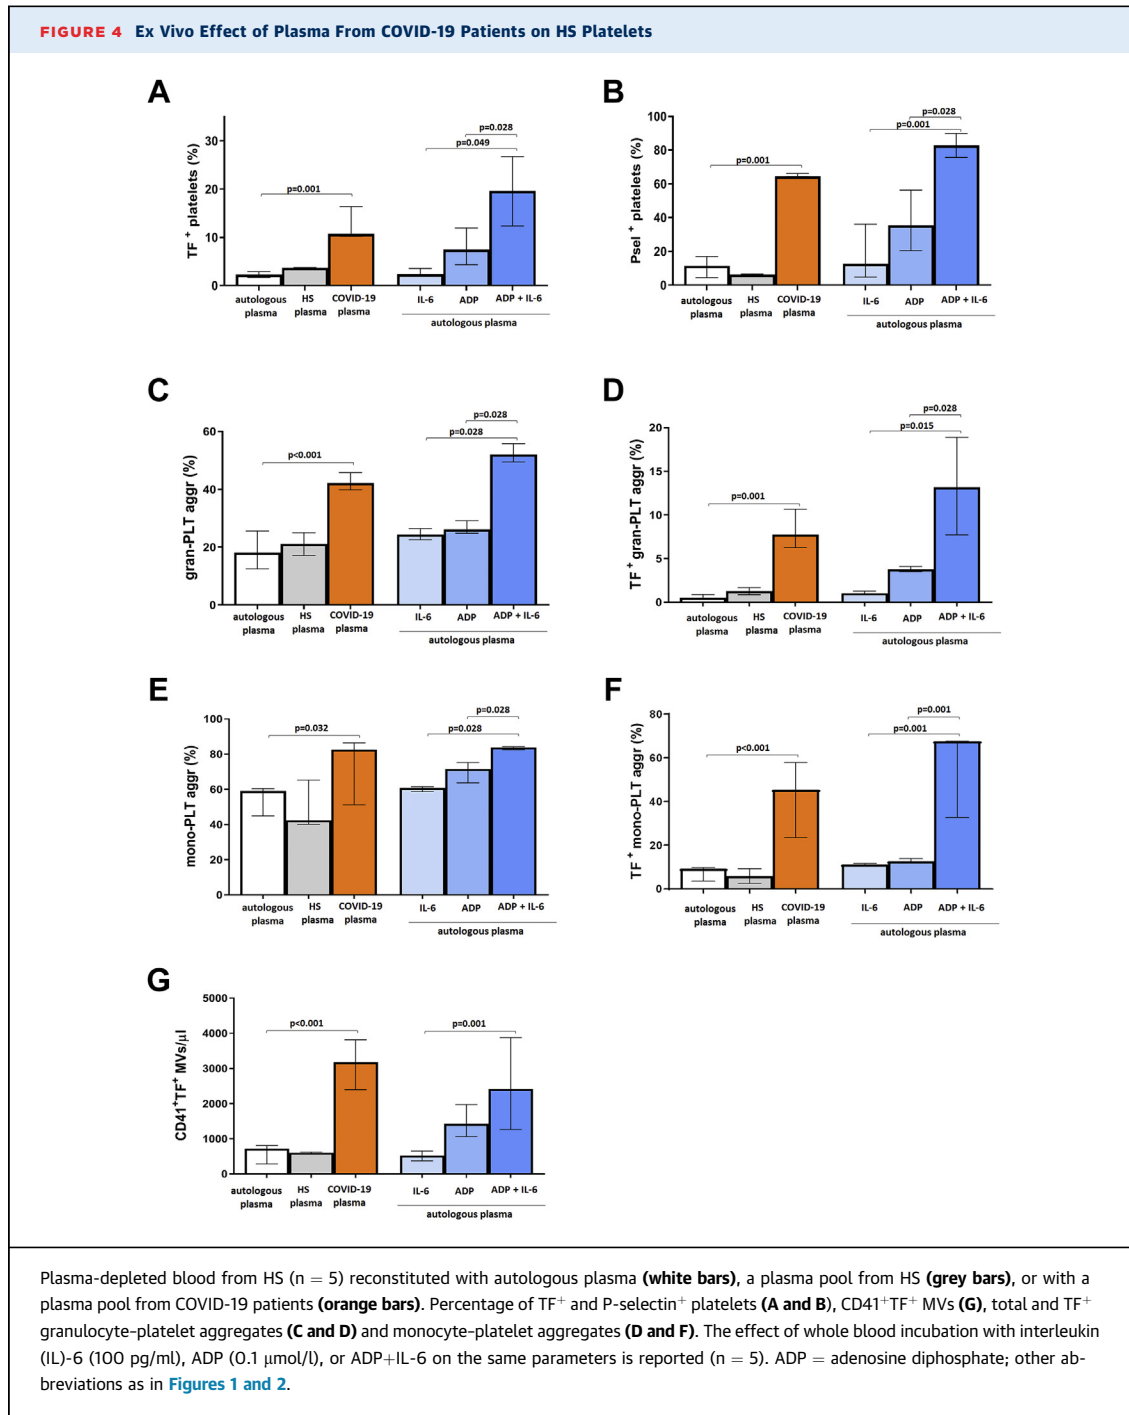 FIGURE 4 Ex Vivo Effect of Plasma From COVID-19 Patients on HS Platelets
A
TF+ platelets (%)
30
20
10
0
p=0.001
p=0.049
p=0.028
autologous plasma
HS plasma
COVID-19 plasma
IL-6
ADP
ADP + IL-6
autologous plasma
B
Psel + platelets (%)
100
80
60
40
20
0
p=0.001
p=0.001
p=0.028
autologous plasma
HS plasma
COVID-19 plasma
IL-6
ADP
ADP + IL-6
autologous plasma
C
gran-PLT aggr (%)
60
40
20
0
p<0.001
p=0.028
p=0.028
autologous plasma
HS plasma
COVID-19 plasma
IL-6
ADP
ADP + IL-6
autologous plasma
D
TF+ gran-PLT aggr (%)
20
15
10
5
0
p=0.001
p=0.015
p=0.028
autologous plasma
HS plasma
COVID-19 plasma
IL-6
ADP
ADP + IL-6
autologous plasma
E
mono-PLT aggr (%)
100
80
60
40
20
0
p=0.032
p=0.028
p=0.028
autologous plasma
HS plasma
COVID-19 plasma
IL-6
ADP
ADP + IL-6
autologous plasma
F
TF+ mono-PLT aggr (%)
80
60
40
20
0
p<0.001
p=0.001
p=0.001
autologous plasma
HS plasma
COVID-19 plasma
IL-6
ADP
ADP + IL-6
autologous plasma
G
CD41+TF+ MVs/μl
5000
4000
3000
2000
1000
0
p<0.001
p=0.001
autologous plasma
HS plasma
COVID-19 plasma
IL-6
ADP
ADP + IL-6
autologous plasma
Plasma-depleted blood from HS (n = 5) reconstituted with autologous plasma (white bars), a plasma pool from HS (grey bars), or with a
plasma pool from COVID-19 patients (orange bars). Percentage of TF+ and P-selectin+ platelets (A and B), CD41+TF+ MVs (G), total and TF+
granulocyte-platelet aggregates (C and D) and monocyte-platelet aggregates (D and F). The effect of whole blood incubation with interleukin
(IL)-6 (100 pg/ml), ADP (0.1 μmol/l), or ADP+IL-6 on the same parameters is reported (n = 5). ADP = adenosine diphosphate; other ab-
breviations as in Figures 1 and 2.